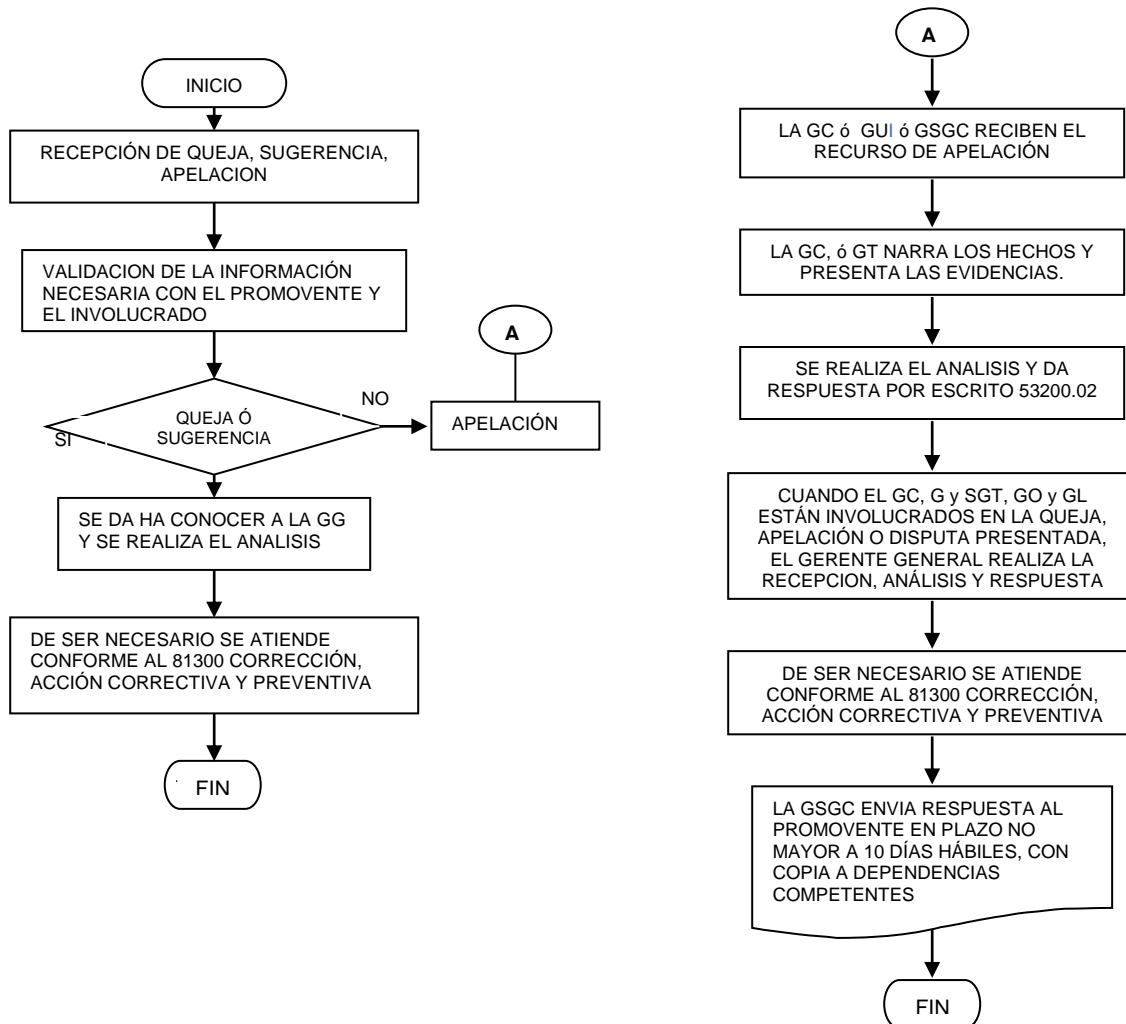 INICIO
RECEPCIÓN DE QUEJA, SUGERENCIA,
APELACION
VALIDACION DE LA INFORMACIÓN
NECESARIA CON EL PROMOVENTE Y
EL INVOLUCRADO
A
QUEJA Ó
SUGERENCIA
NO
SI
APELACIÓN
SE DA HA CONOCER A LA GG
Y SE REALIZA EL ANALISIS
DE SER NECESARIO SE ATIENDE
CONFORME AL 81300 CORRECCIÓN,
ACCIÓN CORRECTIVA Y PREVENTIVA
FIN
A
LA GC ó GUI ó GSGC RECIBEN EL
RECURSO DE APELACIÓN
LA GC, ó GT NARRA LOS HECHOS Y
PRESENTA LAS EVIDENCIAS.
SE REALIZA EL ANALISIS Y DA
RESPUESTA POR ESCRITO 53200.02
CUANDO EL GC, G y SGT, GO y GL
ESTÁN INVOLUCRADOS EN LA QUEJA,
APELACIÓN O DISPUTA PRESENTADA,
EL GERENTE GENERAL REALIZA LA
RECEPCION, ANÁLISIS Y RESPUESTA
DE SER NECESARIO SE ATIENDE
CONFORME AL 81300 CORRECCIÓN,
ACCIÓN CORRECTIVA Y PREVENTIVA
LA GSGC ENVIA RESPUESTA AL
PROMOVENTE EN PLAZO NO
MAYOR A 10 DÍAS HÁBILES, CON
COPIA A DEPENDENCIAS
COMPETENTES
FIN